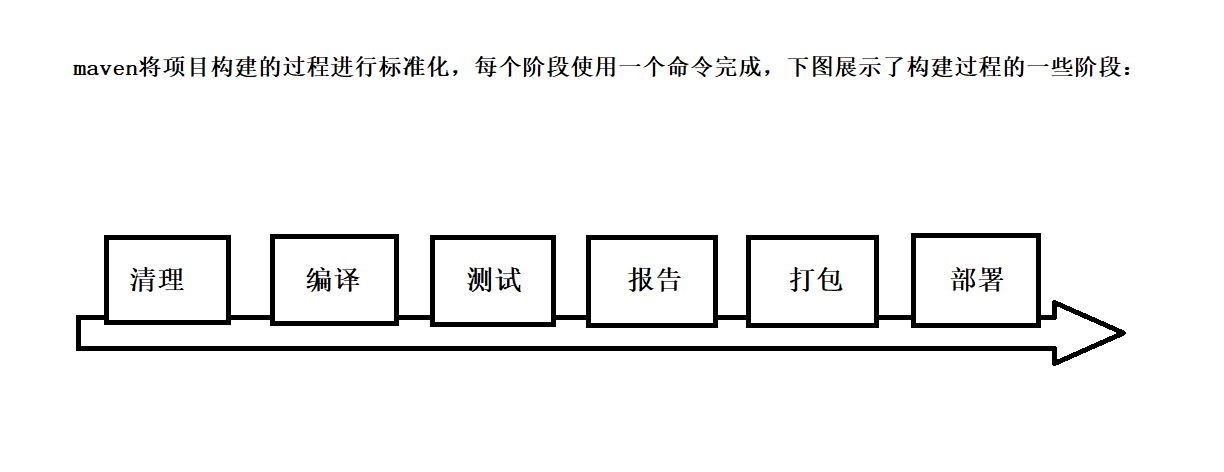 maven将项目构建的过程进行标准化，每个阶段使用一个命令完成，下图展示了构建过程的一些阶段：
清理 编译 测试 报告 打包 部署